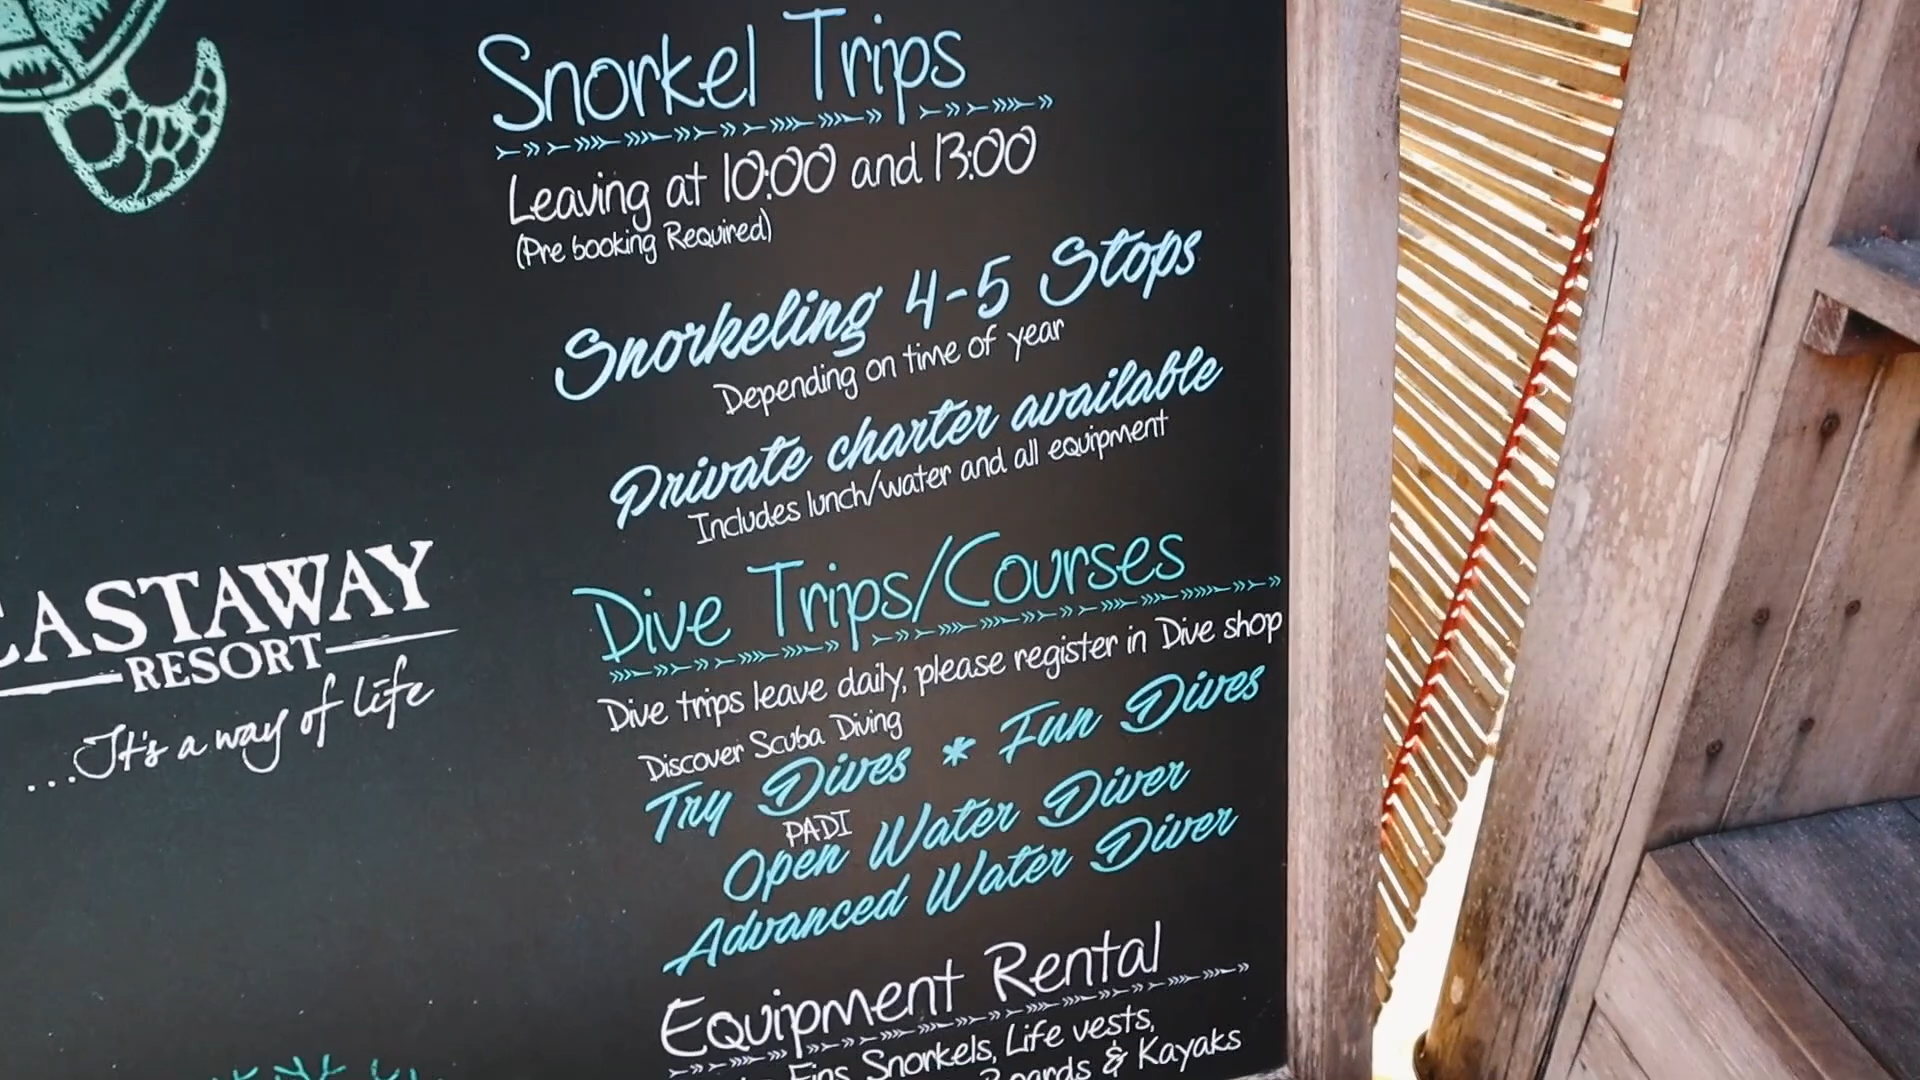 Snorkel Trips
Leaving at 10:00 and 13:00
(Pre booking Required)
Snorkeling 4-5 Stops
Depending on time of year
Private charter available
Includes lunch/water and all equipment
CASTAWAY
RESORT
...It's a way of life
Dive Trips/Courses
Dive trips leave daily, please register in Dive shop
Discover Scuba Diving
Try Dives * Fun Dives
PADI
Open Water Diver
Advanced Water Diver
Equipment Rental
Fins Snorkels, Life vests,
& Kayaks